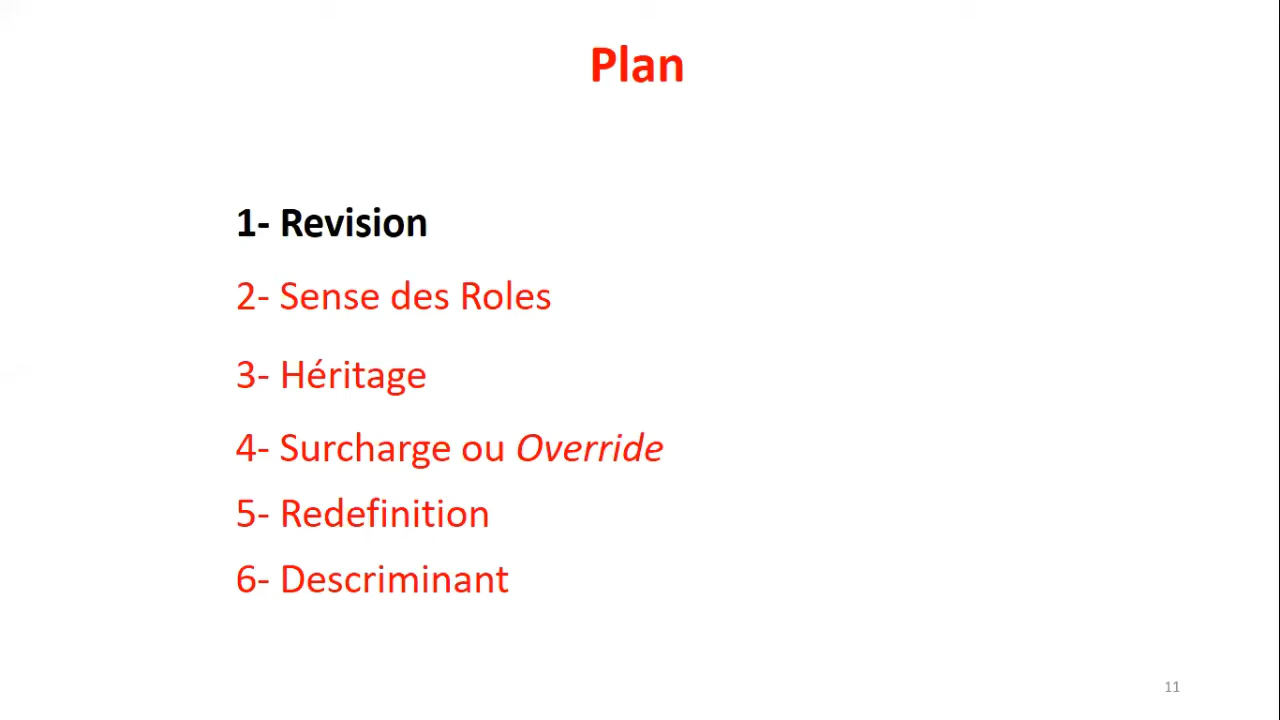 Plan
1- Revision
2- Sense des Roles
3- Héritage
4- Surcharge ou Override
5- Redefinition
6- Descriminant
11